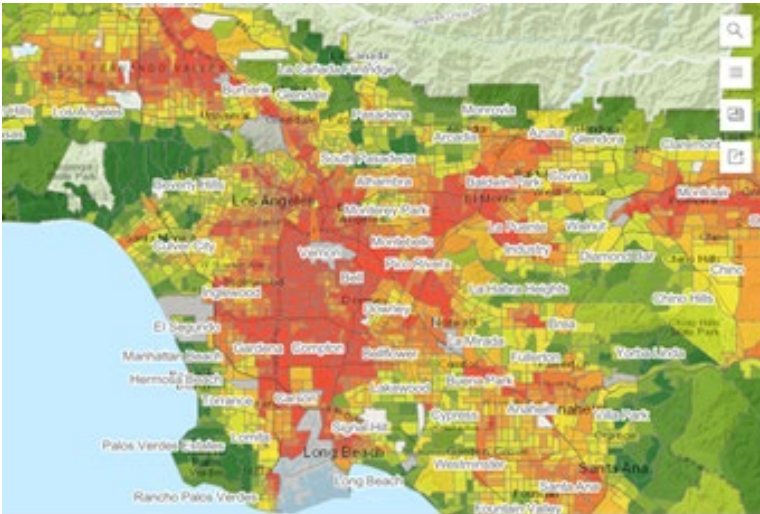 La Cañada Flintridge
Burbank
Glendale
Los Angeles
Pasadena
Monrovia
Arcadia
Azusa
Glendora
Claremont
South Pasadena
Beverly Hills
Alhambra
Baldwin Park
Covina
Montclair
Los Angeles
Monterey Park
El Monte
La Puente
Walnut
Culver City
Vernon
Montebello
Industry
Diamond Bar
Chino Hills
Bell
Pico Rivera
Chino
Inglewood
Downey
La Habra Heights
Chino Hills
El Segundo
Norwalk
La Mirada
Brea
Manhattan Beach
Gardena
Compton
Bellflower
Fullerton
Yorba Linda
Hermosa Beach
Lakewood
Buena Park
Torrance
Carson
Cypress
Anaheim
Villa Park
Signal Hill
Palos Verdes Estates
Lomita
Long Beach
Westminster
Santa Ana
Long Beach
Santa Ana
Rancho Palos Verdes
Fountain Valley